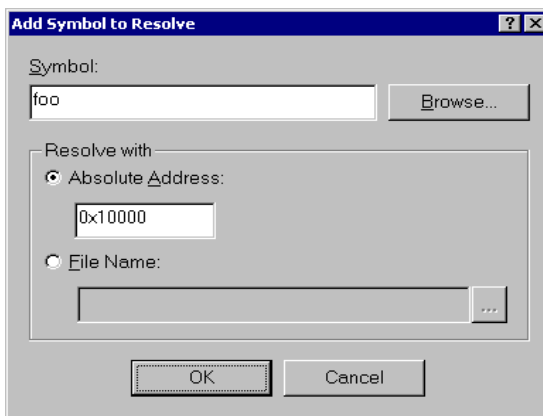 Add Symbol to Resolve
Symbol:
foo
Browse...
Resolve with
Absolute Address:
0x10000
File Name:
...
OK
Cancel